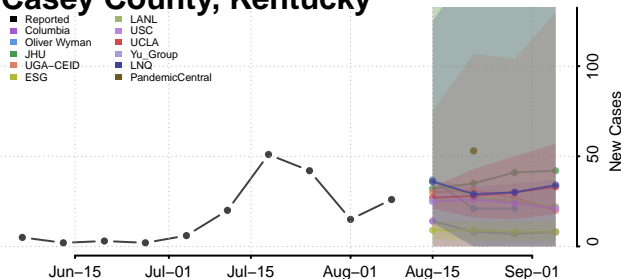 Casey County, Kentucky
Reported
Columbia
Oliver Wyman
JHU
UGA−CEID
ESG
LANL
USC
UCLA
Yu_Group
LNQ
PandemicCentral
0
50
100
New Cases
Jun−15
Jul−01
Jul−15
Aug−01
Aug−15
Sep−01